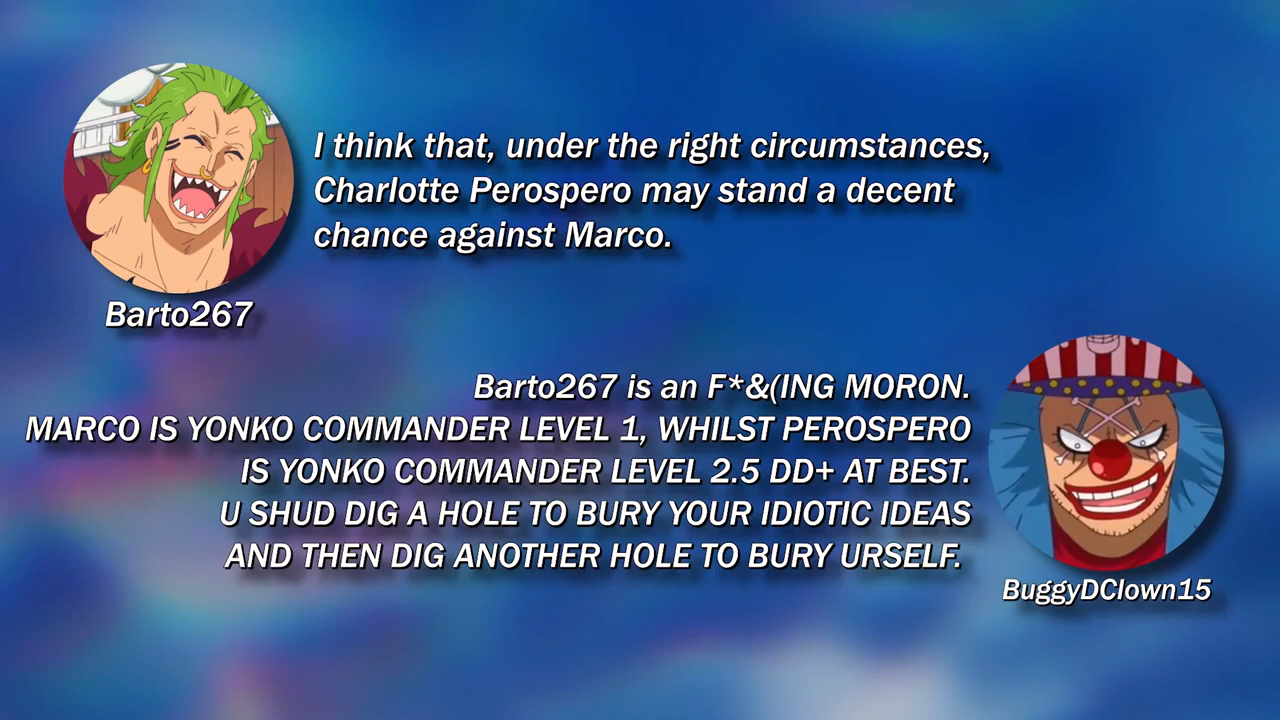 I think that, under the right circumstances,
Charlotte Perospero may stand a decent
chance against Marco.
Barto267
Barto267 is an F*&(ING MORON.
MARCO IS YONKO COMMANDER LEVEL 1, WHILST PEROSPERO
IS YONKO COMMANDER LEVEL 2.5 DD+ AT BEST.
U SHUD DIG A HOLE TO BURY YOUR IDIOTIC IDEAS
AND THEN DIG ANOTHER HOLE TO BURY URSELF.
BuggyDClown15